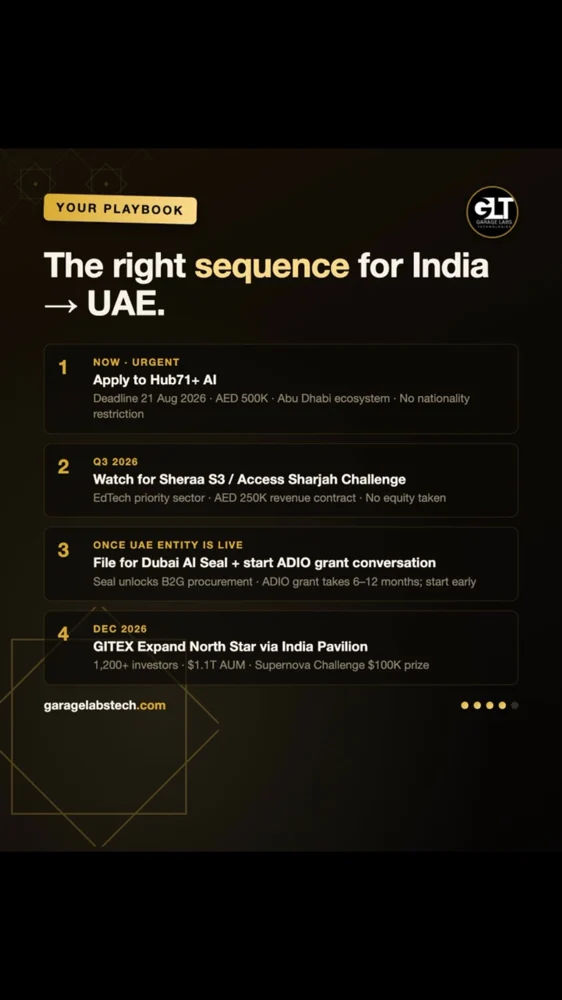 YOUR PLAYBOOK
GLT
GARAGE LABS
TECHNOLOGIES
The right sequence for India
→ UAE.
1
NOW · URGENT
Apply to Hub71+ AI
Deadline 21 Aug 2026 · AED 500K · Abu Dhabi ecosystem · No nationality
restriction
2
Q3 2026
Watch for Sheraa S3 / Access Sharjah Challenge
EdTech priority sector · AED 250K revenue contract · No equity taken
3
ONCE UAE ENTITY IS LIVE
File for Dubai AI Seal + start ADIO grant conversation
Seal unlocks B2G procurement · ADIO grant takes 6–12 months; start early
4
DEC 2026
GITEX Expand North Star via India Pavilion
1,200+ investors · $1.1T AUM · Supernova Challenge $100K prize
garagelabstech.com